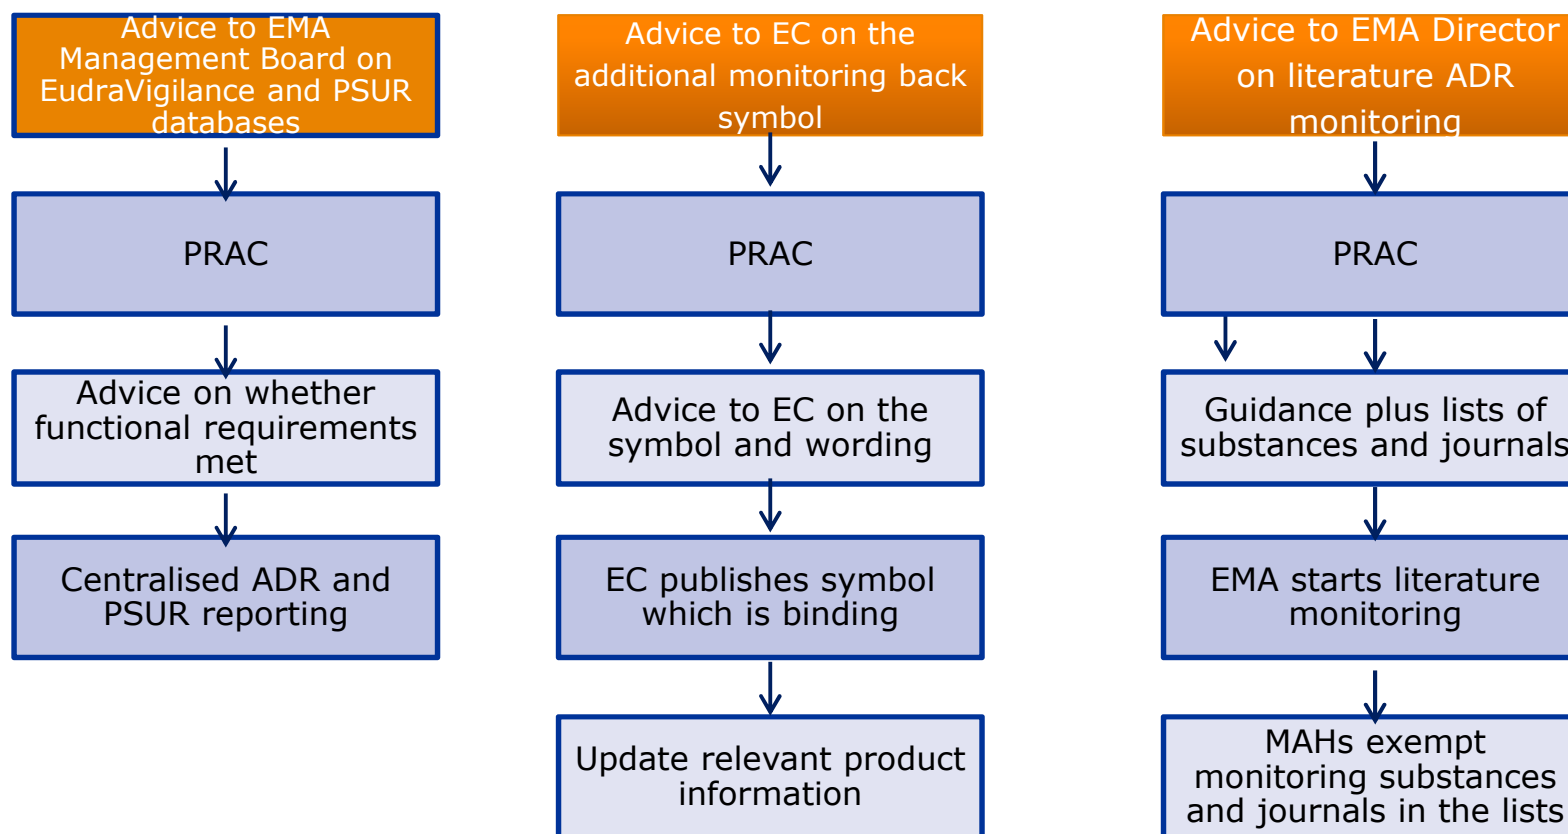 Advice to EMA
Management Board on
EudraVigilance and PSUR
databases
PRAC
Advice on whether
functional requirements
met
Centralised ADR and
PSUR reporting
Advice to EC on the
additional monitoring back
symbol
PRAC
Advice to EC on the
symbol and wording
EC publishes symbol
which is binding
Update relevant product
information
Advice to EMA Director
on literature ADR
monitoring
PRAC
Guidance plus lists of
substances and journals
EMA starts literature
monitoring
MAHs exempt
monitoring substances
and journals in the lists